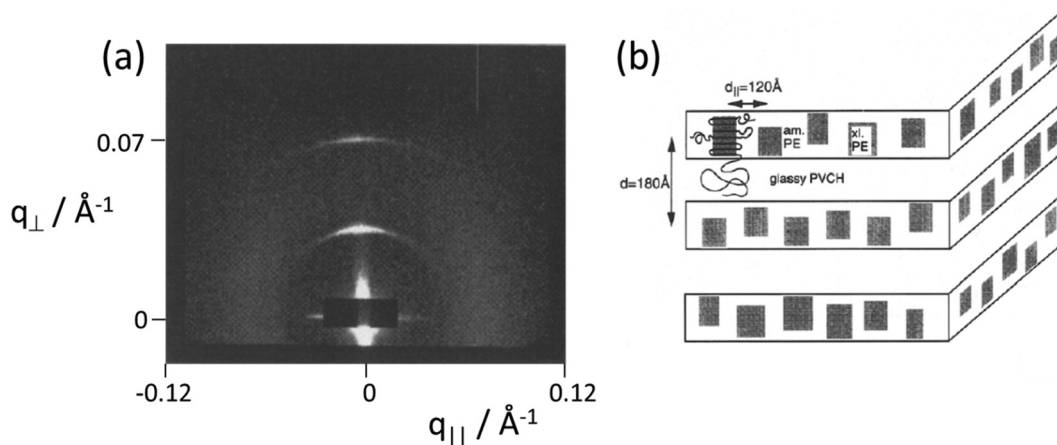 (a)
0.07
q⊥ / Å-1
0
-0.12
0
0.12
q|| / Å-1
(b)
d||=120Å
am.
PE
xl.
PE
glassy PVCH
d=180Å